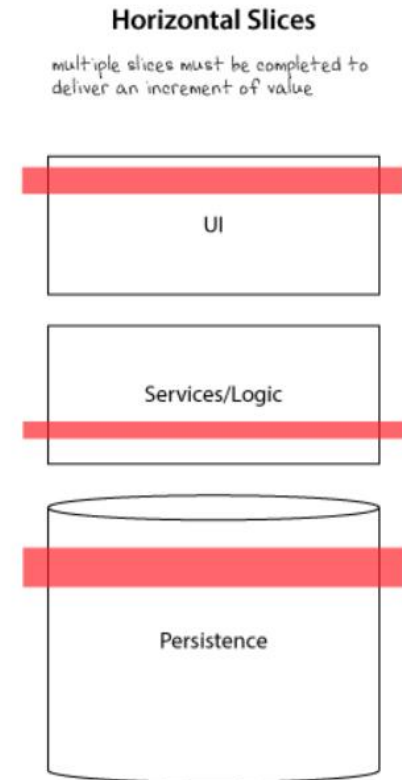 Horizontal Slices
multiple slices must be completed to
deliver an increment of value
UI
Services/Logic
Persistence